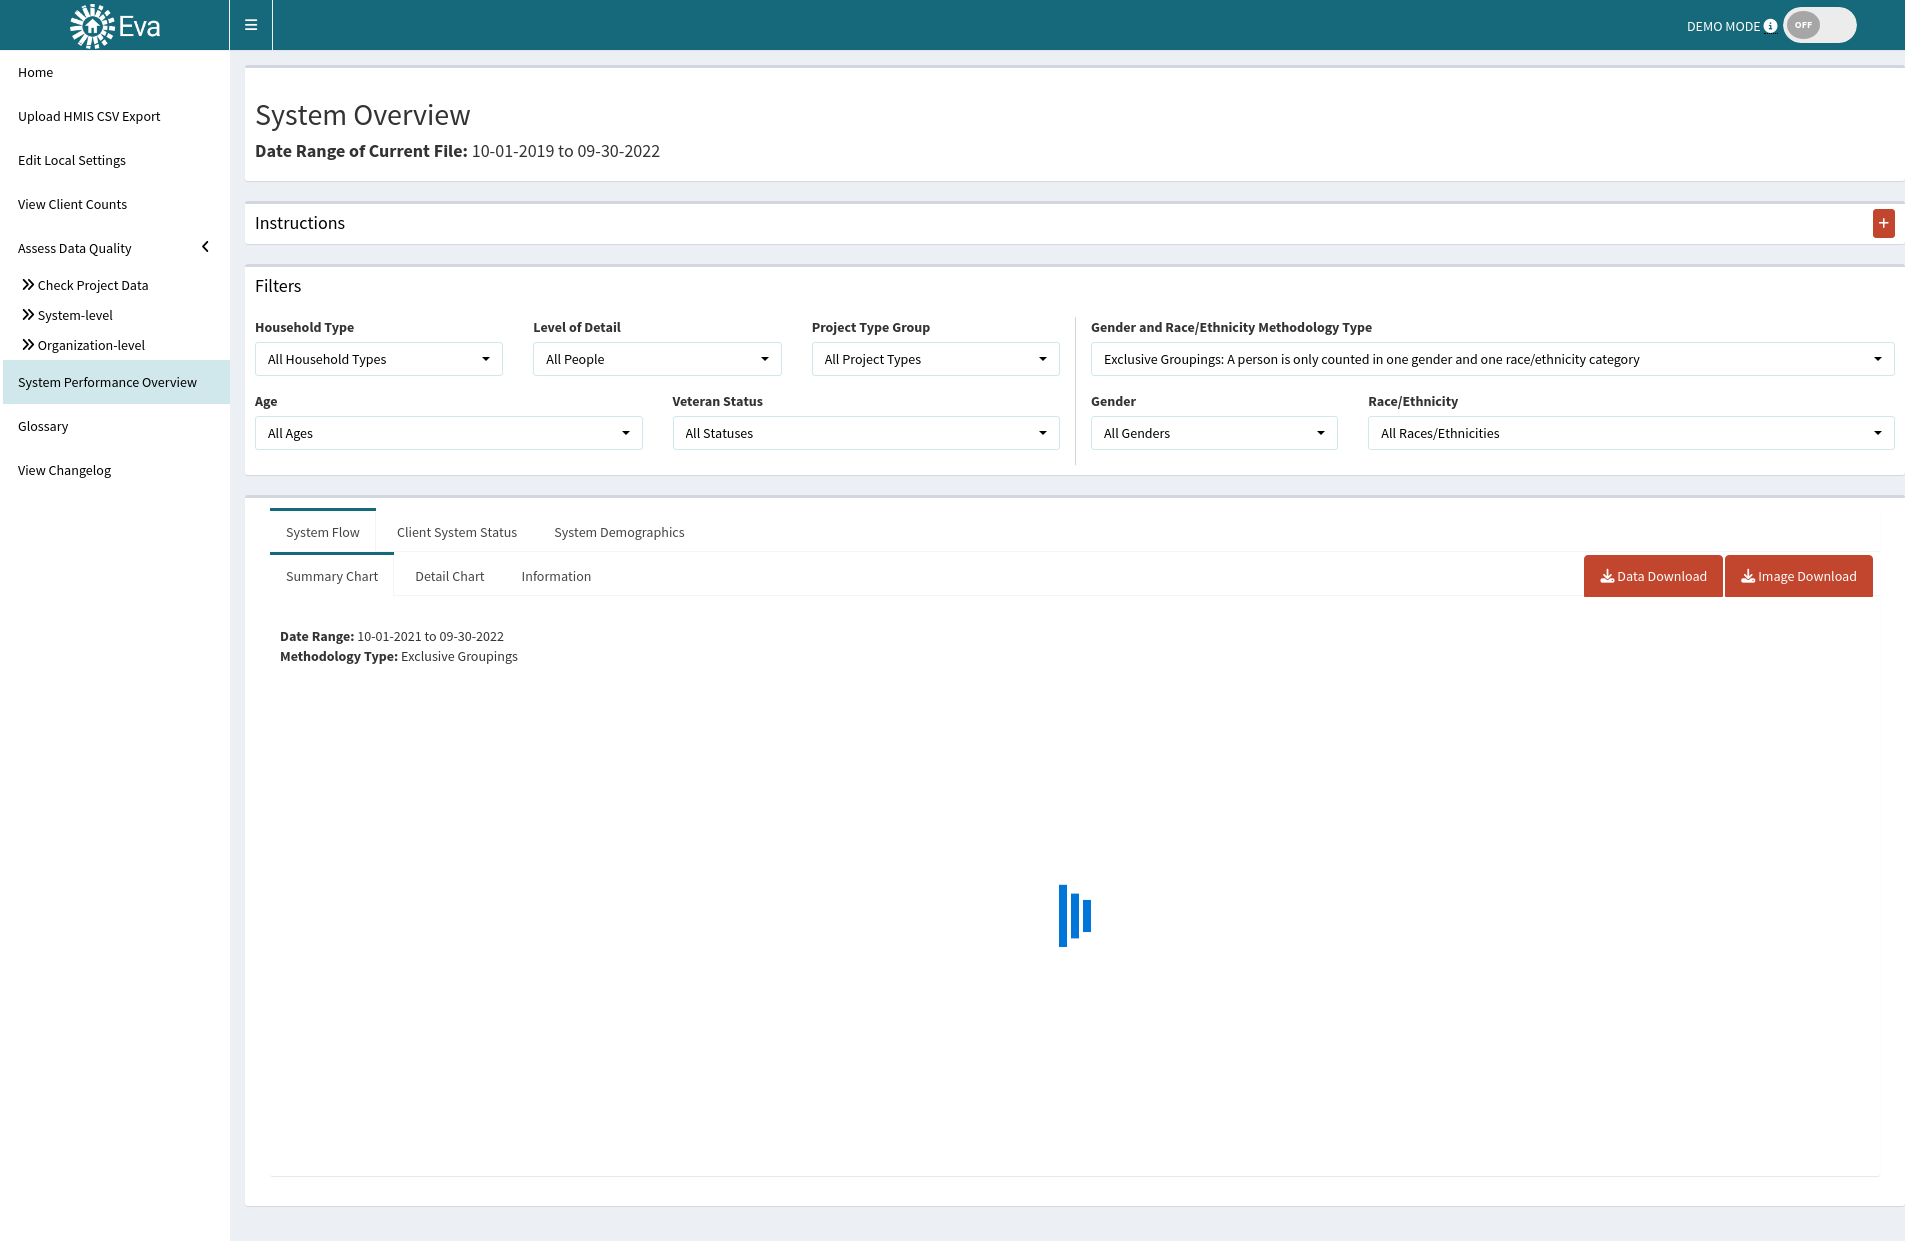 Eva
DEMO MODE
OFF
Home
Upload HMIS CSV Export
Edit Local Settings
View Client Counts
Assess Data Quality
Check Project Data
System-level
Organization-level
System Performance Overview
Glossary
View Changelog
System Overview
Date Range of Current File: 10-01-2019 to 09-30-2022
Instructions
+
Filters
Household Type Level of Detail Project Type Group Gender and Race/Ethnicity Methodology Type
All Household Types All People All Project Types Exclusive Groupings: A person is only counted in one gender and one race/ethnicity category
Age Veteran Status Gender Race/Ethnicity
All Ages All Statuses All Genders All Races/Ethnicities
System Flow Client System Status System Demographics
Summary Chart Detail Chart Information Data Download Image Download
Date Range: 10-01-2021 to 09-30-2022
Methodology Type: Exclusive Groupings